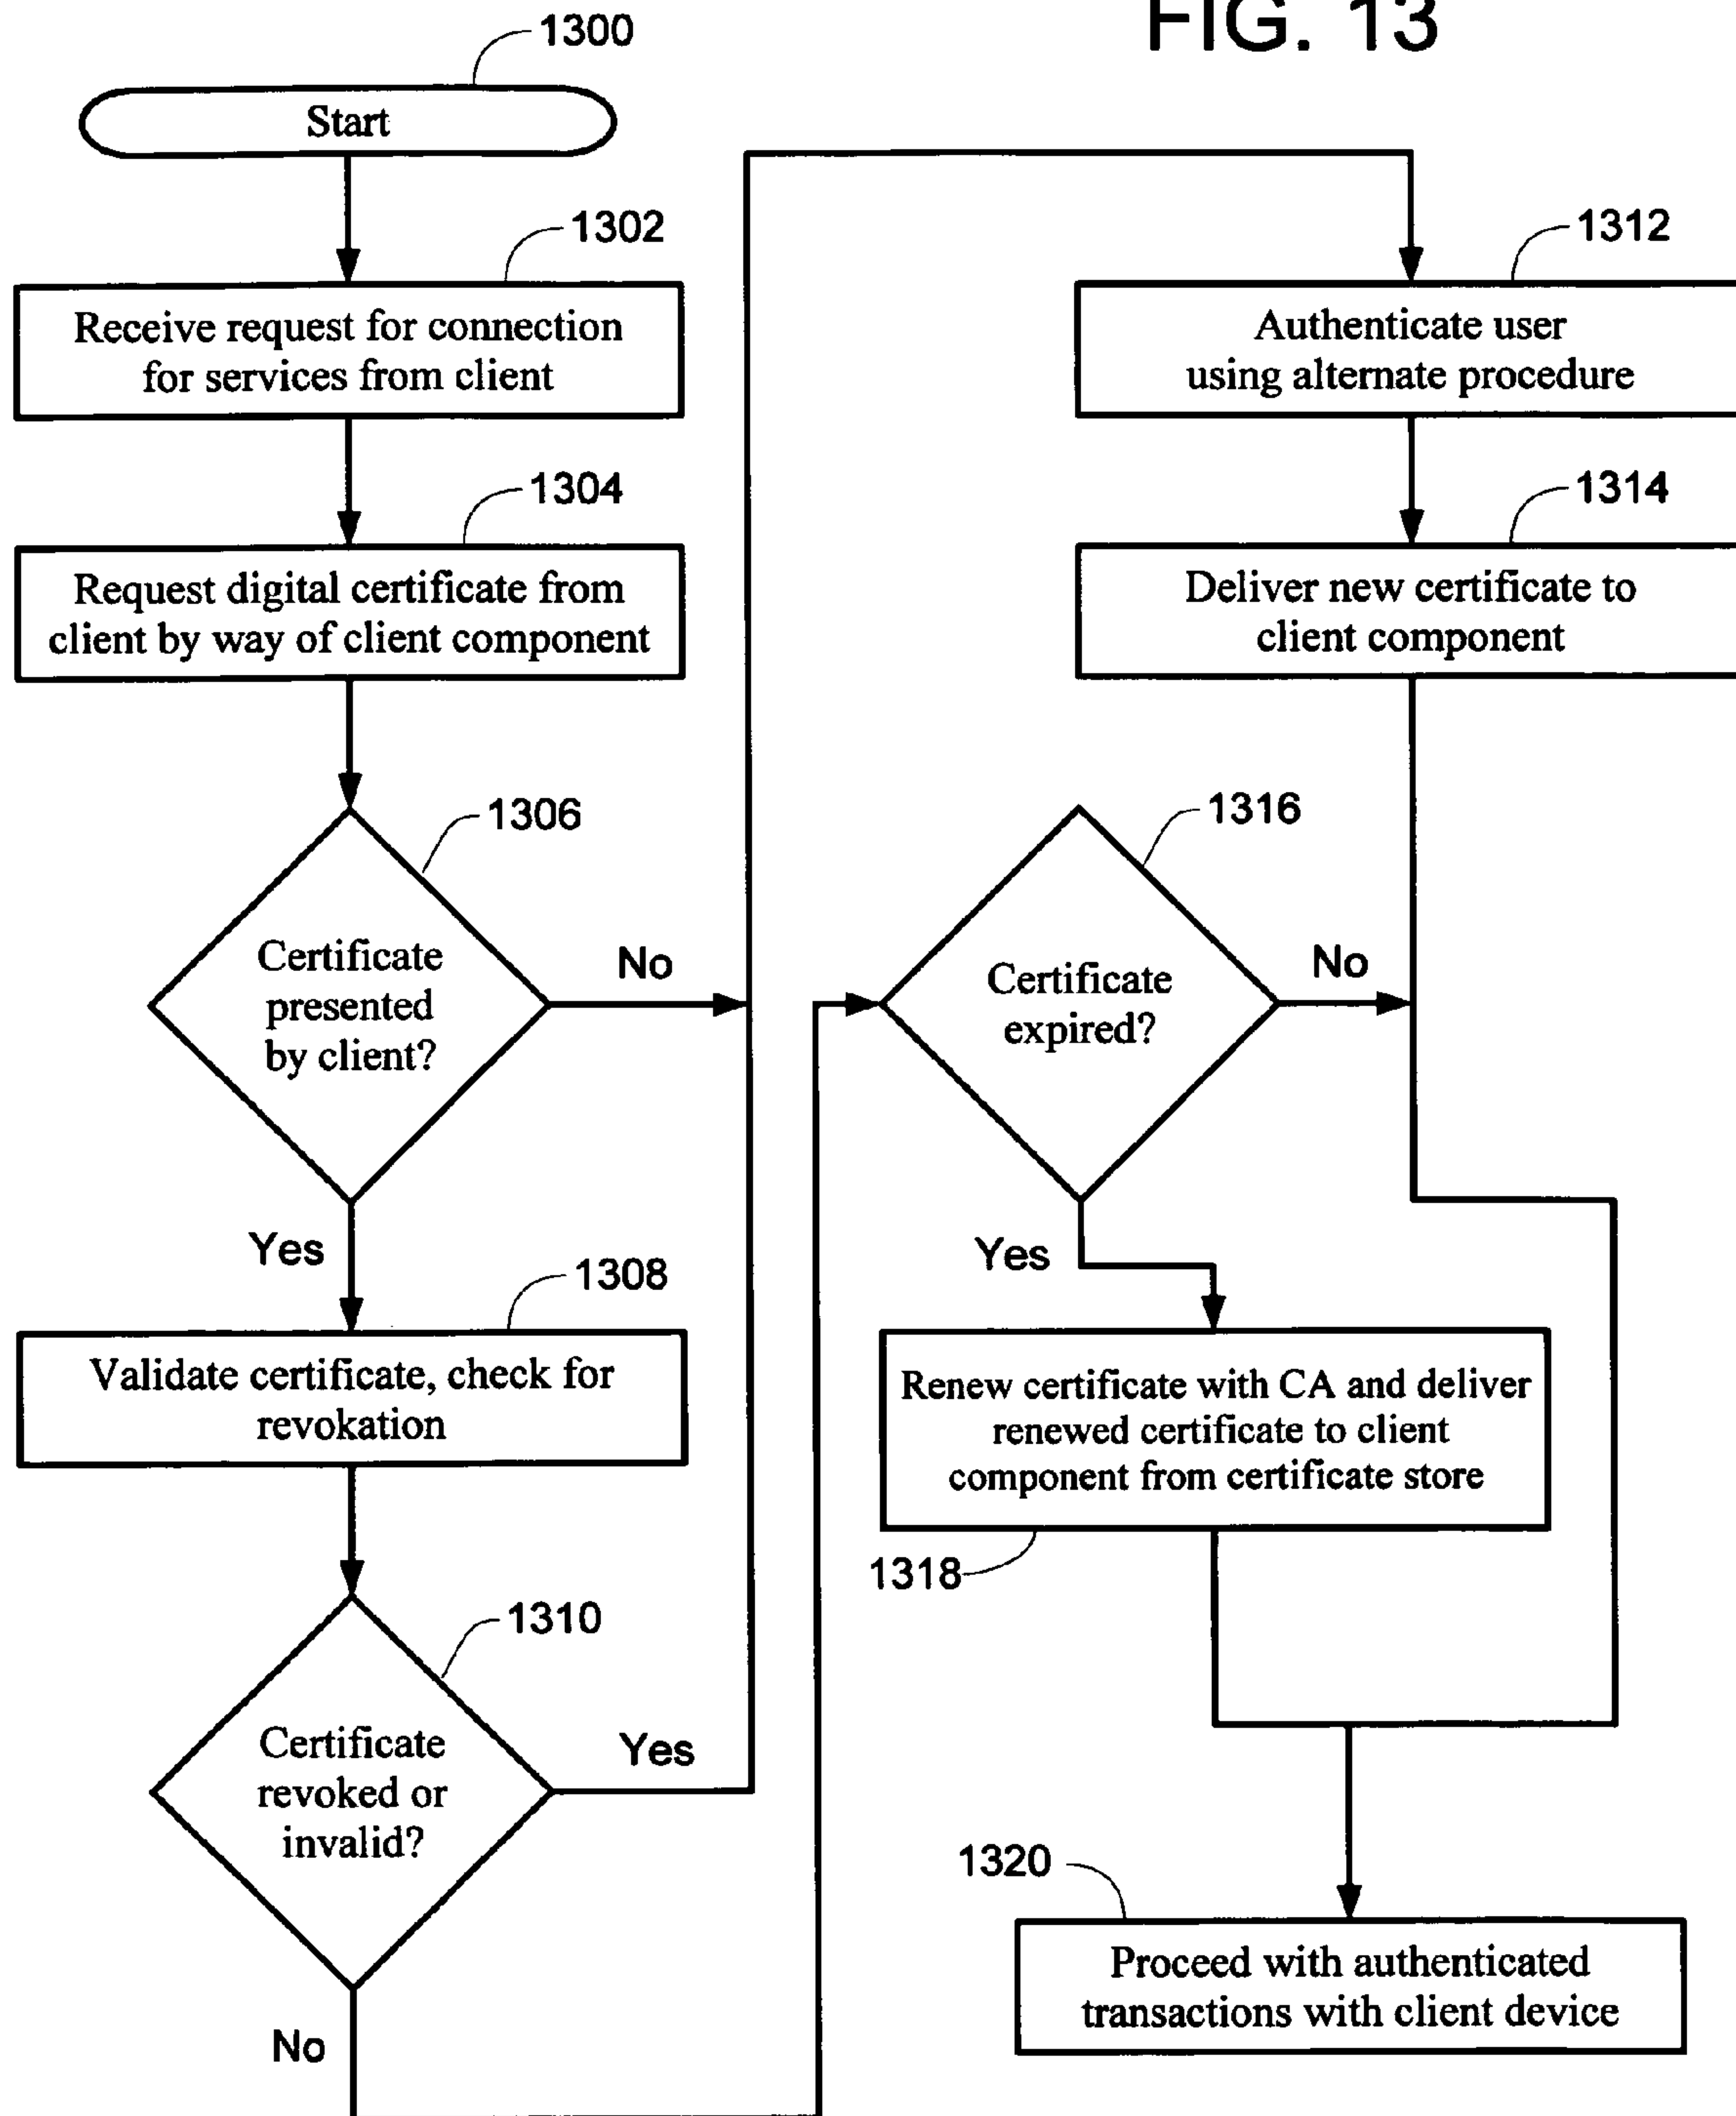 FIG. 13
1300
Start
1302
Receive request for connection
for services from client
1304
Request digital certificate from
client by way of client component
1306
Certificate
presented
by client?
No
Yes
1308
Validate certificate, check for
revokation
1310
Certificate
revoked or
invalid?
Yes
No
1312
Authenticate user
using alternate procedure
1314
Deliver new certificate to
client component
1316
Certificate
expired?
No
Yes
Renew certificate with CA and deliver
renewed certificate to client
component from certificate store
1318
1320
Proceed with authenticated
transactions with client device